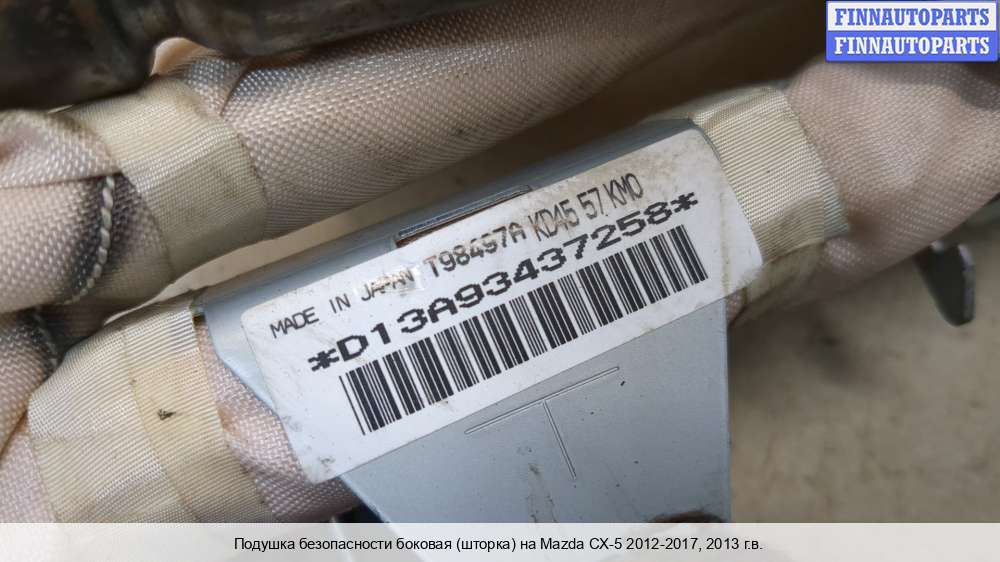 FINNAUTOPARTS
FINNAUTOPARTS
MADE IN JAPAN T98497A KD45 57 KM0
*D13A93437258*
Подушка безопасности боковая (шторка) на Mazda CX-5 2012-2017, 2013 г.в.